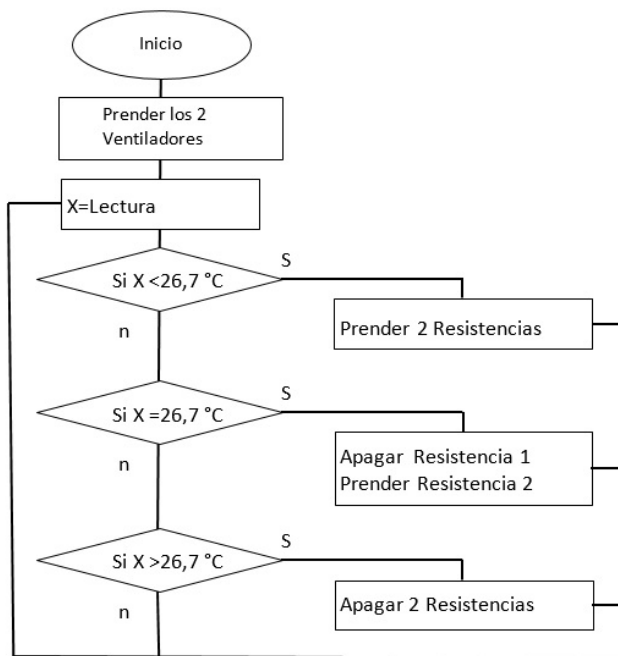 Inicio
Prender los 2
Ventiladores
X=Lectura
Si X <26,7 °C
S
Prender 2 Resistencias
n
Si X =26,7 °C
S
Apagar Resistencia 1
Prender Resistencia 2
n
Si X >26,7 °C
S
Apagar 2 Resistencias
n